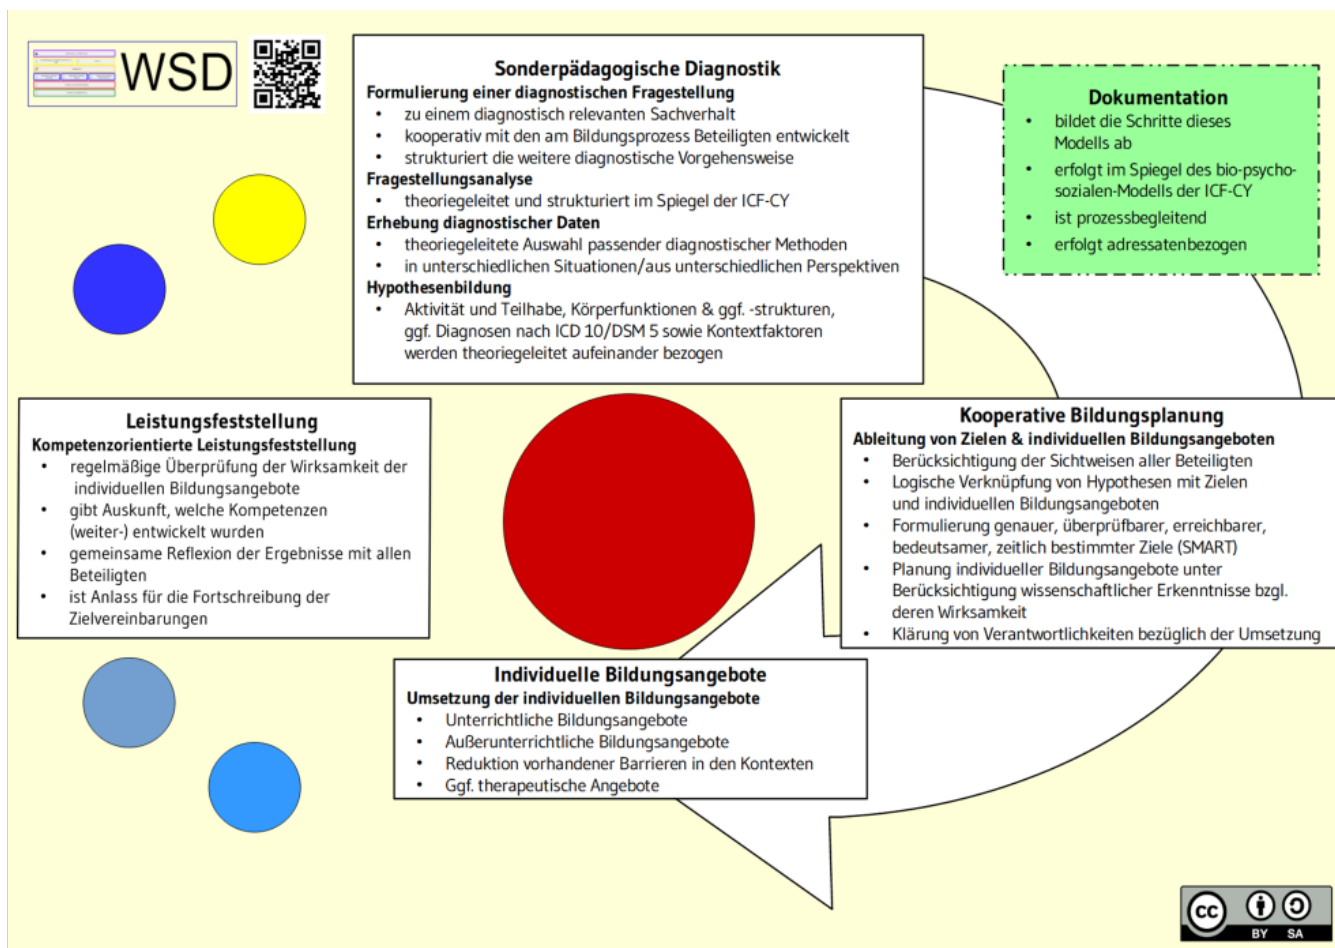 WSD
Sonderpädagogische Diagnostik
Formulierung einer diagnostischen Fragestellung
• zu einem diagnostisch relevanten Sachverhalt
• kooperativ mit den am Bildungsprozess Beteiligten entwickelt
• strukturiert die weitere diagnostische Vorgehensweise
Fragestellungsanalyse
• theoriegeleitet und strukturiert im Spiegel der ICF-CY
Erhebung diagnostischer Daten
• theoriegeleitete Auswahl passender diagnostischer Methoden
• in unterschiedlichen Situationen/aus unterschiedlichen Perspektiven
Hypothesenbildung
• Aktivität und Teilhabe, Körperfunktionen & ggf. -strukturen,
ggf. Diagnosen nach ICD 10/DSM 5 sowie Kontextfaktoren
werden theoriegeleitet aufeinander bezogen
Dokumentation
• bildet die Schritte dieses
Modells ab
• erfolgt im Spiegel des bio-psycho-
sozialen-Modells der ICF-CY
• ist prozessbegleitend
• erfolgt adressatenbezogen
Leistungsfeststellung
Kompetenzorientierte Leistungsfeststellung
• regelmäßige Überprüfung der Wirksamkeit der
individuellen Bildungsangebote
• gibt Auskunft, welche Kompetenzen
(weiter-) entwickelt wurden
• gemeinsame Reflexion der Ergebnisse mit allen
Beteiligten
• ist Anlass für die Fortschreibung der
Zielvereinbarungen
Kooperative Bildungsplanung
Ableitung von Zielen & individuellen Bildungsangeboten
• Berücksichtigung der Sichtweisen aller Beteiligten
• Logische Verknüpfung von Hypothesen mit Zielen
und individuellen Bildungsangeboten
• Formulierung genauer, überprüfbarer, erreichbarer,
bedeutsamer, zeitlich bestimmter Ziele (SMART)
• Planung individueller Bildungsangebote unter
Berücksichtigung wissenschaftlicher Erkenntnisse bzgl.
deren Wirksamkeit
• Klärung von Verantwortlichkeiten bezüglich der Umsetzung
Individuelle Bildungsangebote
Umsetzung der individuellen Bildungsangebote
• Unterrichtliche Bildungsangebote
• Außerunterrichtliche Bildungsangebote
• Reduktion vorhandener Barrieren in den Kontexten
• Ggf. therapeutische Angebote
cc
BY SA